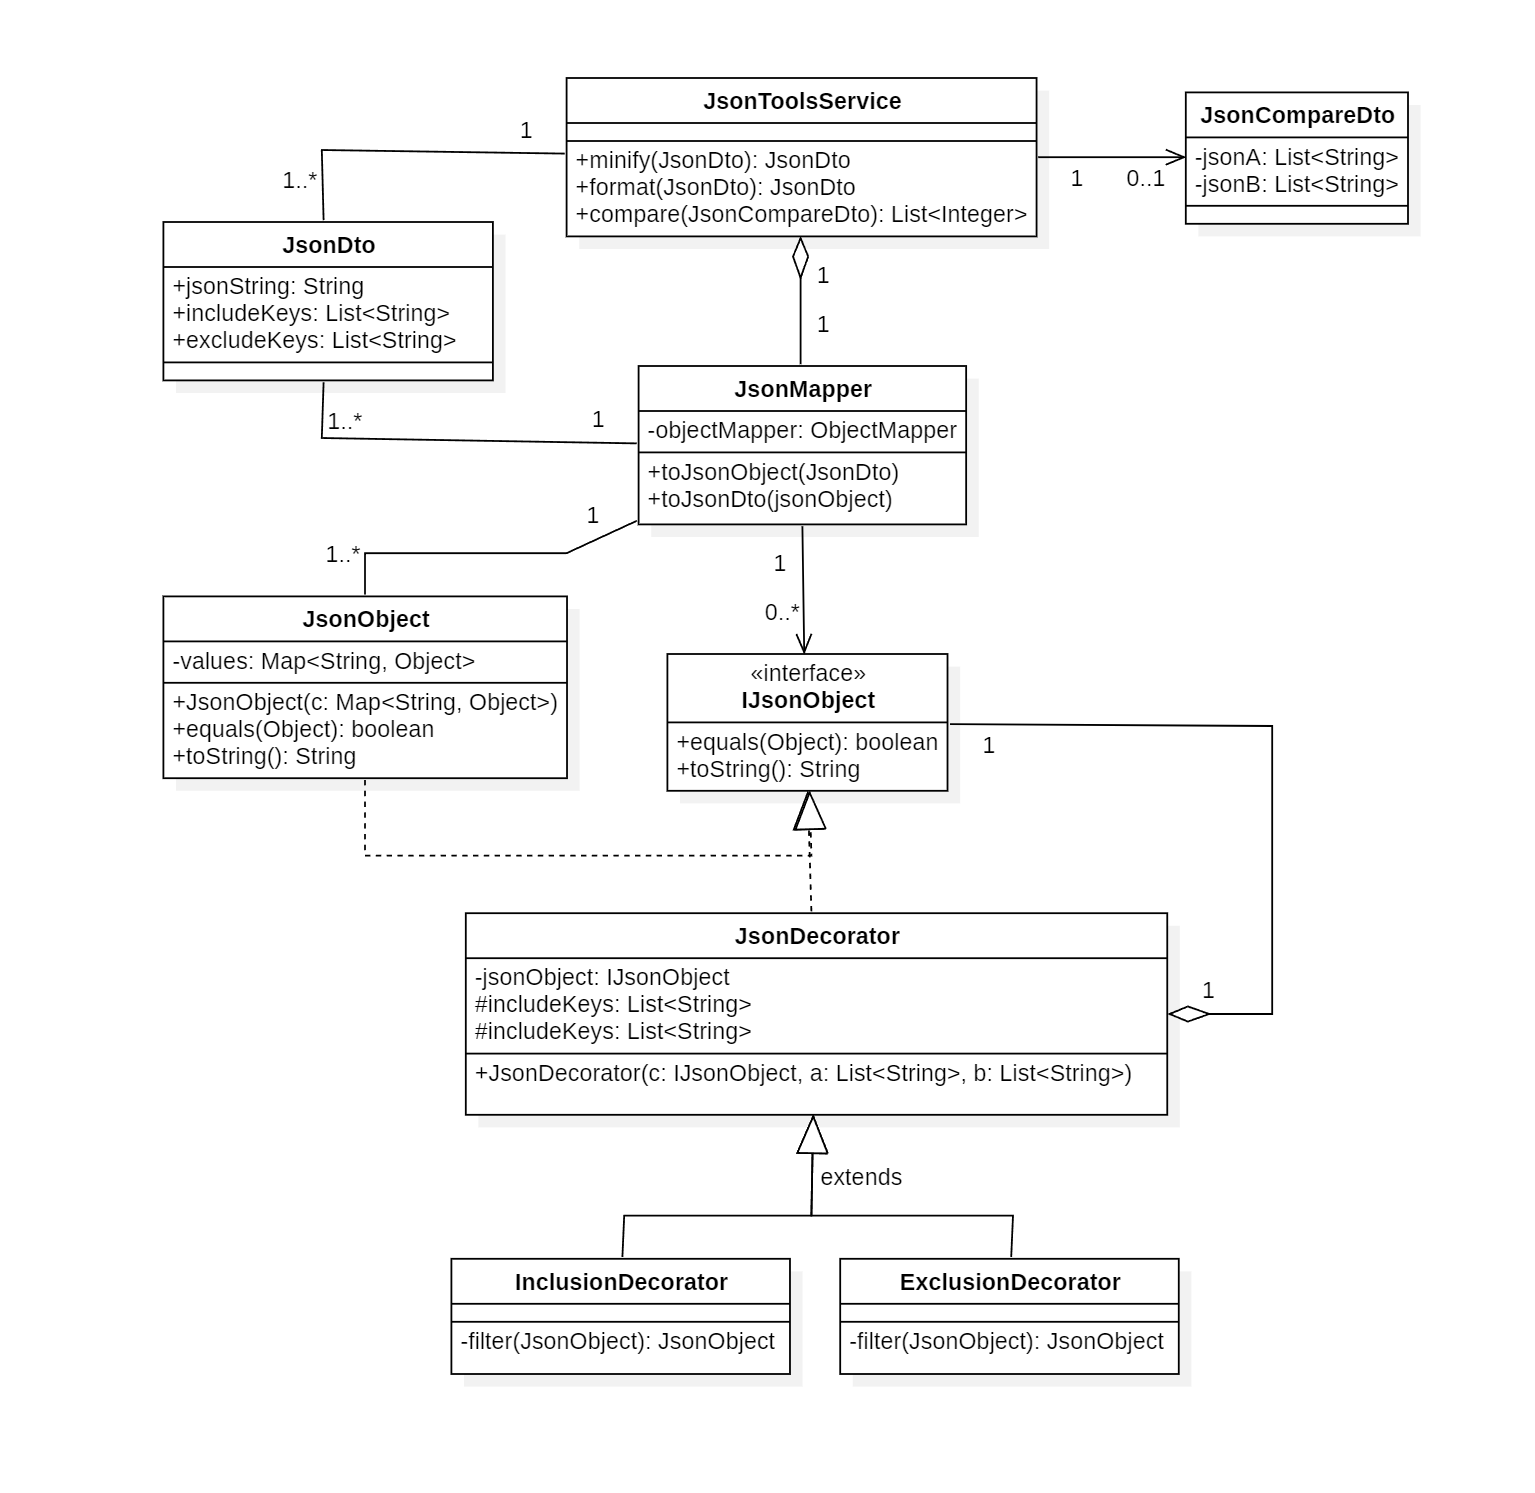 JsonToolsService
+minify(JsonDto): JsonDto
+format(JsonDto): JsonDto
+compare(JsonCompareDto): List<Integer>
JsonCompareDto
-jsonA: List<String>
-jsonB: List<String>
1
1..*
1
0..1
JsonDto
+jsonString: String
+includeKeys: List<String>
+excludeKeys: List<String>
1
1
JsonMapper
-objectMapper: ObjectMapper
+toJsonObject(JsonDto)
+toJsonDto(jsonObject)
1..*
1
1
1..*
1
0..*
JsonObject
-values: Map<String, Object>
+JsonObject(c: Map<String, Object>)
+equals(Object): boolean
+toString(): String
«interface»
IJsonObject
+equals(Object): boolean
+toString(): String
1
JsonDecorator
-jsonObject: IJsonObject
#includeKeys: List<String>
#includeKeys: List<String>
+JsonDecorator(c: IJsonObject, a: List<String>, b: List<String>)
1
extends
InclusionDecorator
-filter(JsonObject): JsonObject
ExclusionDecorator
-filter(JsonObject): JsonObject